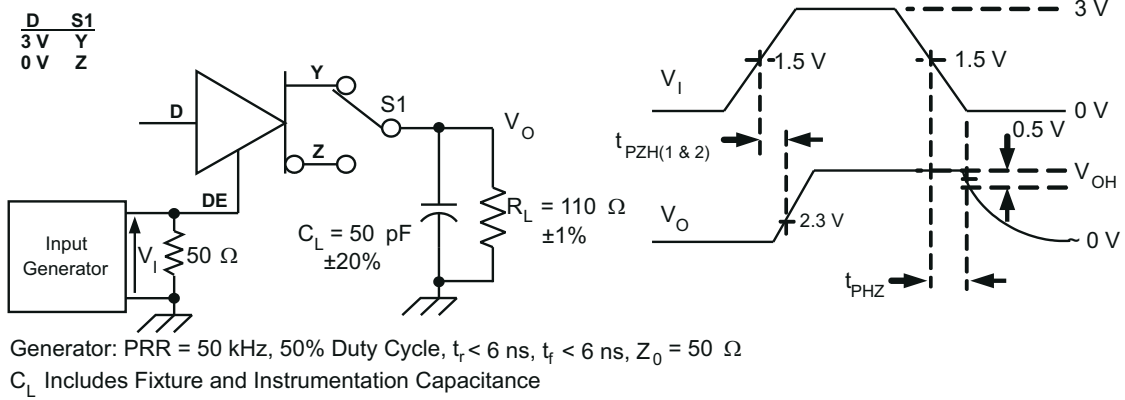 D S1
3 V Y
0 V Z
D
Y
S1
Z
DE
V_O
Input
Generator
V_I
50 Ω
C_L = 50 pF
±20%
R_L = 110 Ω
±1%
3 V
1.5 V
1.5 V
V_I
0 V
t_PZH(1 & 2)
0.5 V
V_OH
V_O
2.3 V
~ 0 V
t_PHZ
Generator: PRR = 50 kHz, 50% Duty Cycle, t_r < 6 ns, t_f < 6 ns, Z_0 = 50 Ω
C_L Includes Fixture and Instrumentation Capacitance